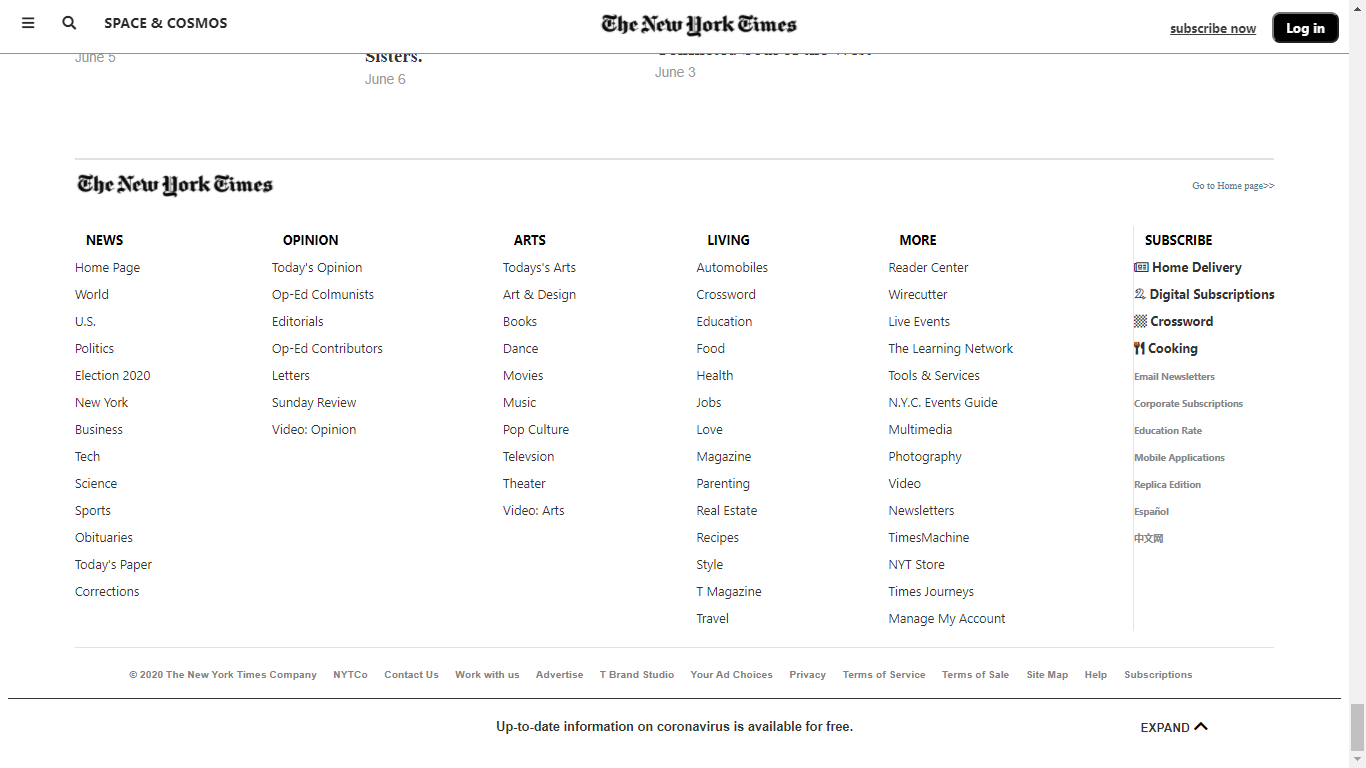 SPACE & COSMOS
The New York Times
subscribe now
Log in
June 5
Sisters.
June 6
June 3
The New York Times
Go to Home page>>
NEWS
Home Page
World
U.S.
Politics
Election 2020
New York
Business
Tech
Science
Sports
Obituaries
Today's Paper
Corrections
OPINION
Today's Opinion
Op-Ed Colmunists
Editorials
Op-Ed Contributors
Letters
Sunday Review
Video: Opinion
ARTS
Todays's Arts
Art & Design
Books
Dance
Movies
Music
Pop Culture
Televsion
Theater
Video: Arts
LIVING
Automobiles
Crossword
Education
Food
Health
Jobs
Love
Magazine
Parenting
Real Estate
Recipes
Style
T Magazine
Travel
MORE
Reader Center
Wirecutter
Live Events
The Learning Network
Tools & Services
N.Y.C. Events Guide
Multimedia
Photography
Video
Newsletters
TimesMachine
NYT Store
Times Journeys
Manage My Account
SUBSCRIBE
Home Delivery
Digital Subscriptions
Crossword
Cooking
Email Newsletters
Corporate Subscriptions
Education Rate
Mobile Applications
Replica Edition
Español
中文网
© 2020 The New York Times Company NYTCo Contact Us Work with us Advertise T Brand Studio Your Ad Choices Privacy Terms of Service Terms of Sale Site Map Help Subscriptions
Up-to-date information on coronavirus is available for free.
EXPAND